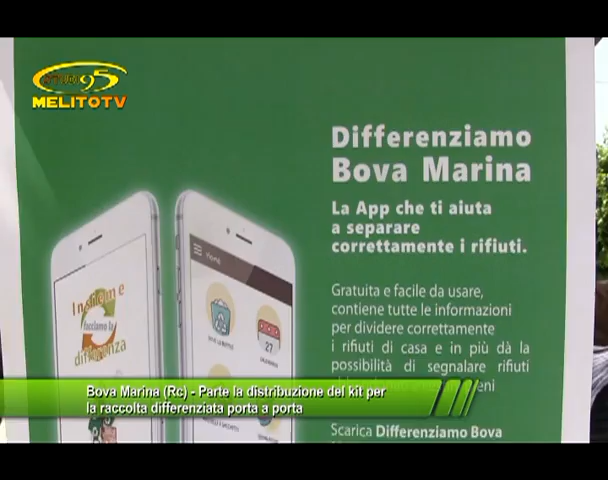 95
MELITOTV
Differenziamo
Bova Marina
La App che ti aiuta
a separare
correttamente i rifiuti.
Gratuita e facile da usare,
contiene tutte le informazioni
per dividere correttamente
i rifiuti di casa e in più dà la
possibilità di segnalare rifiuti
Insieme
facciamo la
differenza
Home
27
Bova Marina (Rc) - Parte la distribuzione dei kit per
la raccolta differenziata porta a porta
Scarica Differenziamo Bova